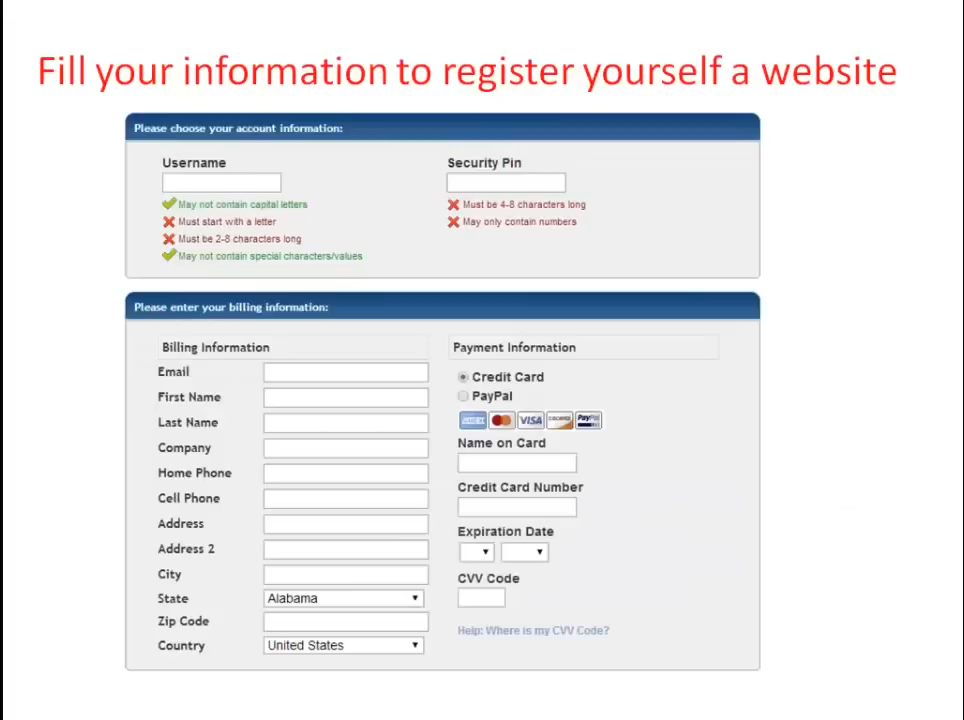 Fill your information to register yourself a website
Please choose your account information:
Username
May not contain capital letters
Must start with a letter
Must be 2-8 characters long
May not contain special characters/values
Security Pin
Must be 4-8 characters long
May only contain numbers
Please enter your billing information:
Billing Information
Email
First Name
Last Name
Company
Home Phone
Cell Phone
Address
Address 2
City
State Alabama
Zip Code
Country United States
Payment Information
Credit Card
PayPal
VISA PayPal
Name on Card
Credit Card Number
Expiration Date
CVV Code
Help: Where is my CVV Code?